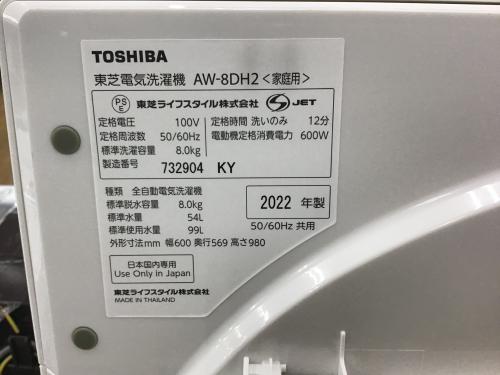 TOSHIBA
東芝電気洗濯機 AW-8DH2<家庭用>
PSE 東芝ライフスタイル株式会社 S JET
定格電圧 100V 定格時間 洗いのみ 12分
定格周波数 50/60Hz 電動機定格消費電力 600W
標準洗濯容量 8.0kg
製造番号 732904 KY
種類 全自動電気洗濯機
標準脱水容量 8.0kg 2022 年製
標準水量 54L 50/60Hz 共用
標準使用水量 99L
外形寸法mm 幅600 奥行569 高さ980
日本国内専用
Use Only in Japan
東芝ライフスタイル株式会社
MADE IN THAILAND